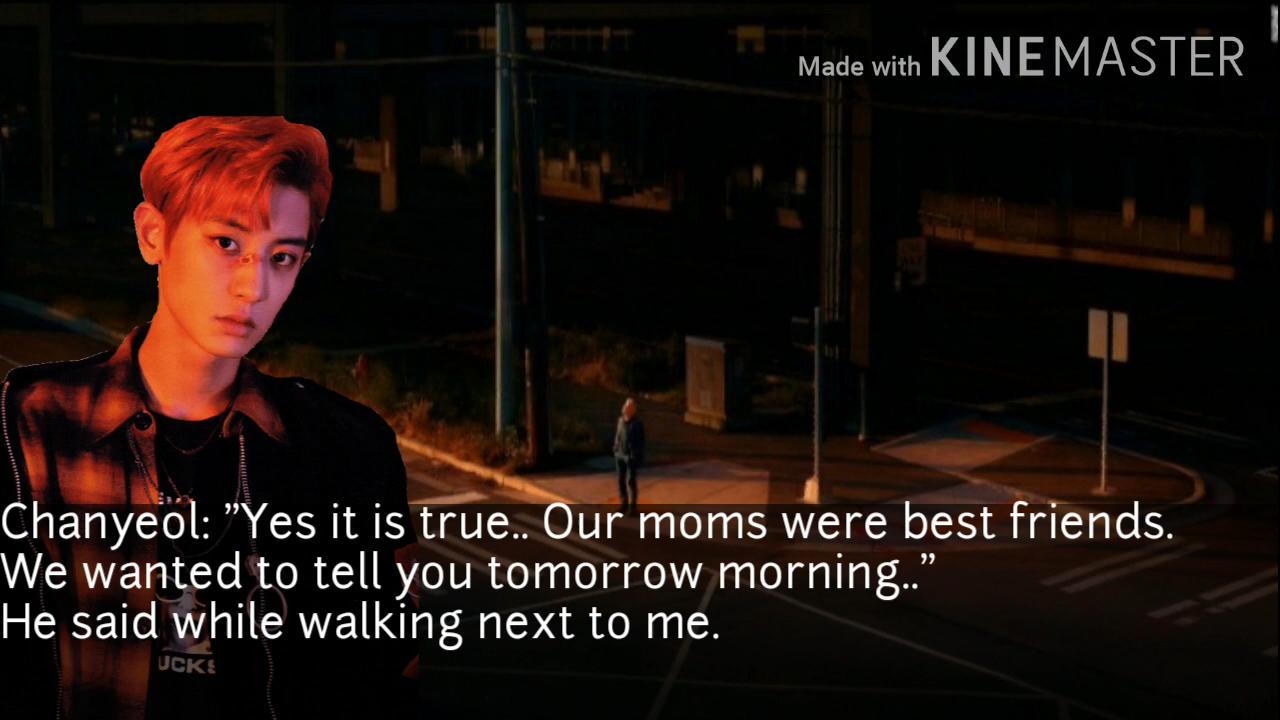 Made with KINEMASTER
Chanyeol: ”Yes it is true.. Our moms were best friends.
We wanted to tell you tomorrow morning..”
He said while walking next to me.
UCKS